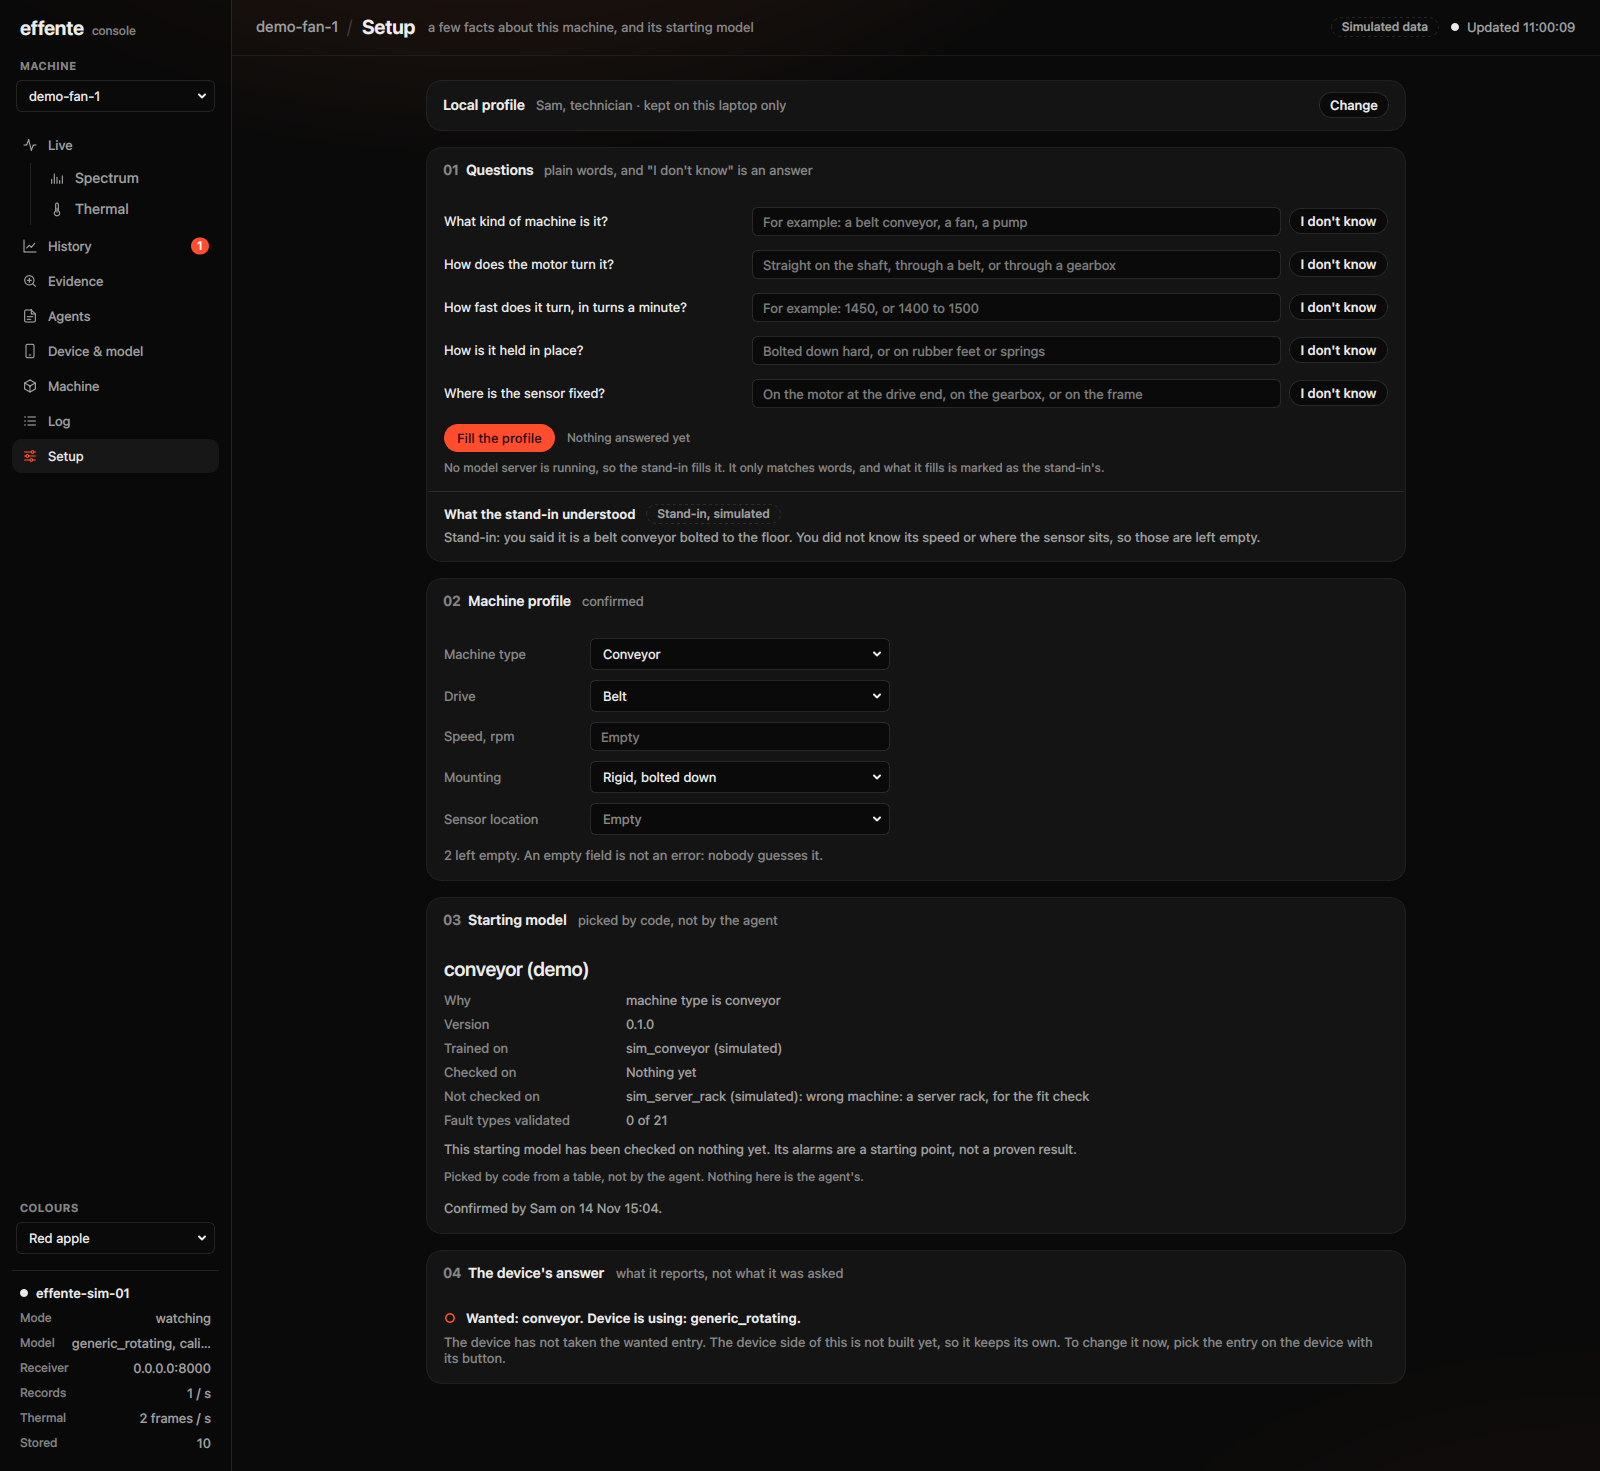 effente console
MACHINE
demo-fan-1
Live
Spectrum
Thermal
History 1
Evidence
Agents
Device & model
Machine
Log
Setup
COLOURS
Red apple
effente-sim-01
Mode watching
Model generic_rotating, cali...
Receiver 0.0.0.0:8000
Records 1 / s
Thermal 2 frames / s
Stored 10
demo-fan-1 / Setup a few facts about this machine, and its starting model
Simulated data Updated 11:00:09
Local profile Sam, technician · kept on this laptop only Change
01 Questions plain words, and "I don't know" is an answer
What kind of machine is it? For example: a belt conveyor, a fan, a pump I don't know
How does the motor turn it? Straight on the shaft, through a belt, or through a gearbox I don't know
How fast does it turn, in turns a minute? For example: 1450, or 1400 to 1500 I don't know
How is it held in place? Bolted down hard, or on rubber feet or springs I don't know
Where is the sensor fixed? On the motor at the drive end, on the gearbox, or on the frame I don't know
Fill the profile Nothing answered yet
No model server is running, so the stand-in fills it. It only matches words, and what it fills is marked as the stand-in's.
What the stand-in understood Stand-in, simulated
Stand-in: you said it is a belt conveyor bolted to the floor. You did not know its speed or where the sensor sits, so those are left empty.
02 Machine profile confirmed
Machine type Conveyor
Drive Belt
Speed, rpm Empty
Mounting Rigid, bolted down
Sensor location Empty
2 left empty. An empty field is not an error: nobody guesses it.
03 Starting model picked by code, not by the agent
conveyor (demo)
Why machine type is conveyor
Version 0.1.0
Trained on sim_conveyor (simulated)
Checked on Nothing yet
Not checked on sim_server_rack (simulated): wrong machine: a server rack, for the fit check
Fault types validated 0 of 21
This starting model has been checked on nothing yet. Its alarms are a starting point, not a proven result.
Picked by code from a table, not by the agent. Nothing here is the agent's.
Confirmed by Sam on 14 Nov 15:04.
04 The device's answer what it reports, not what it was asked
Wanted: conveyor. Device is using: generic_rotating.
The device has not taken the wanted entry. The device side of this is not built yet, so it keeps its own. To change it now, pick the entry on the device with
its button.